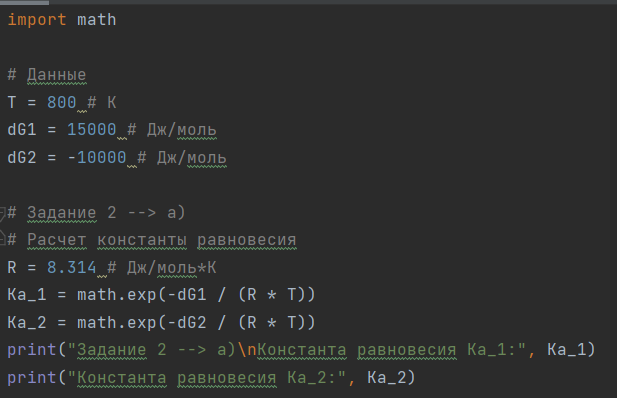 import math
# Данные
T = 800 # К
dG1 = 15000 # Дж/моль
dG2 = -10000 # Дж/моль
# Задание 2 --> а)
# Расчет константы равновесия
R = 8.314 # Дж/моль*К
Ka_1 = math.exp(-dG1 / (R * T))
Ka_2 = math.exp(-dG2 / (R * T))
print("Задание 2 --> а)\nКонстанта равновесия Ka_1:", Ka_1)
print("Константа равновесия Ka_2:", Ka_2)